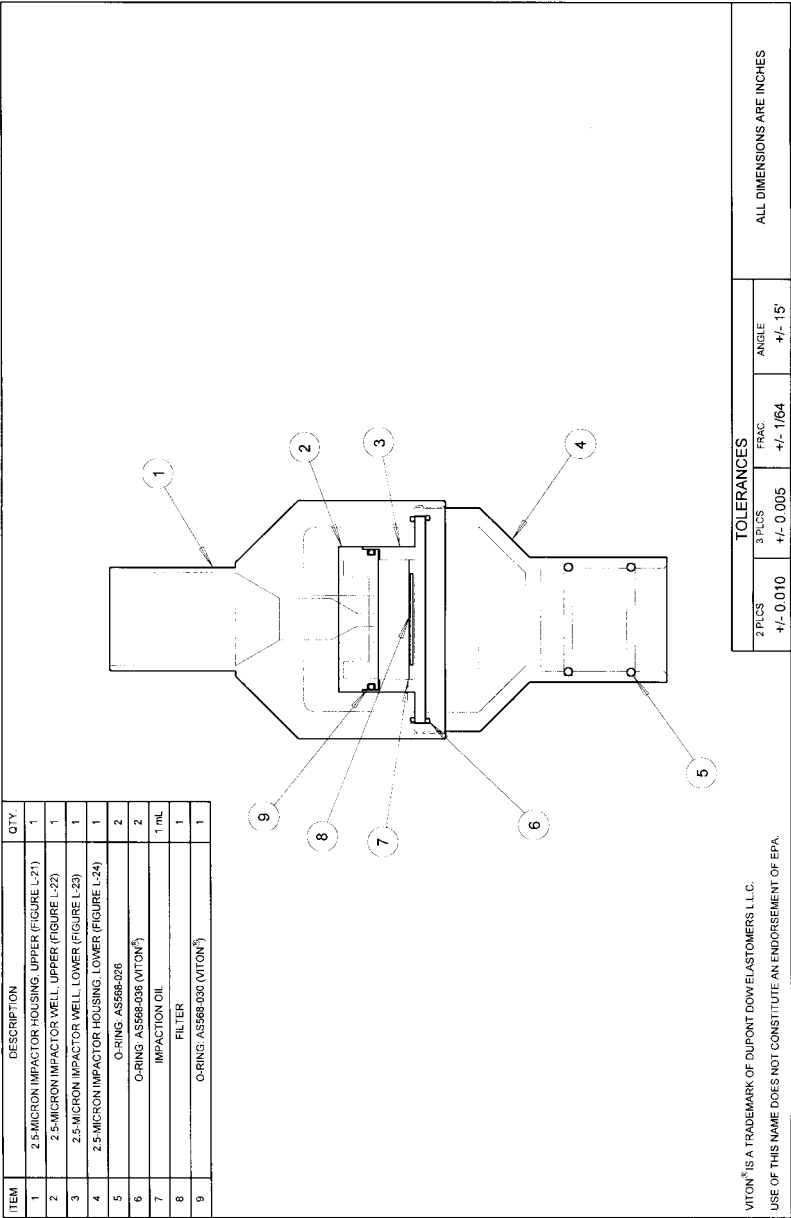 ITEM DESCRIPTION QTY.
1 2.5-MICRON IMPACTOR HOUSING, UPPER (FIGURE L-21) 1
2 2.5-MICRON IMPACTOR WELL, UPPER (FIGURE L-22) 1
3 2.5-MICRON IMPACTOR WELL, LOWER (FIGURE L-23) 1
4 2.5-MICRON IMPACTOR HOUSING, LOWER (FIGURE L-24) 1
5 O-RING: AS568-026 2
6 O-RING: AS568-036 (VITON®) 2
7 IMPACTION OIL 1 mL
8 FILTER 1
9 O-RING: AS568-030 (VITON®) 1
1
2
3
4
5
6
7
8
9
VITON® IS A TRADEMARK OF DUPONT DOW ELASTOMERS L.L.C.
USE OF THIS NAME DOES NOT CONSTITUTE AN ENDORSEMENT OF EPA.
TOLERANCES
2 PLCS 3 PLCS FRAC. ANGLE
+/- 0.010 +/- 0.005 +/- 1/64 +/- 15'
ALL DIMENSIONS ARE INCHES